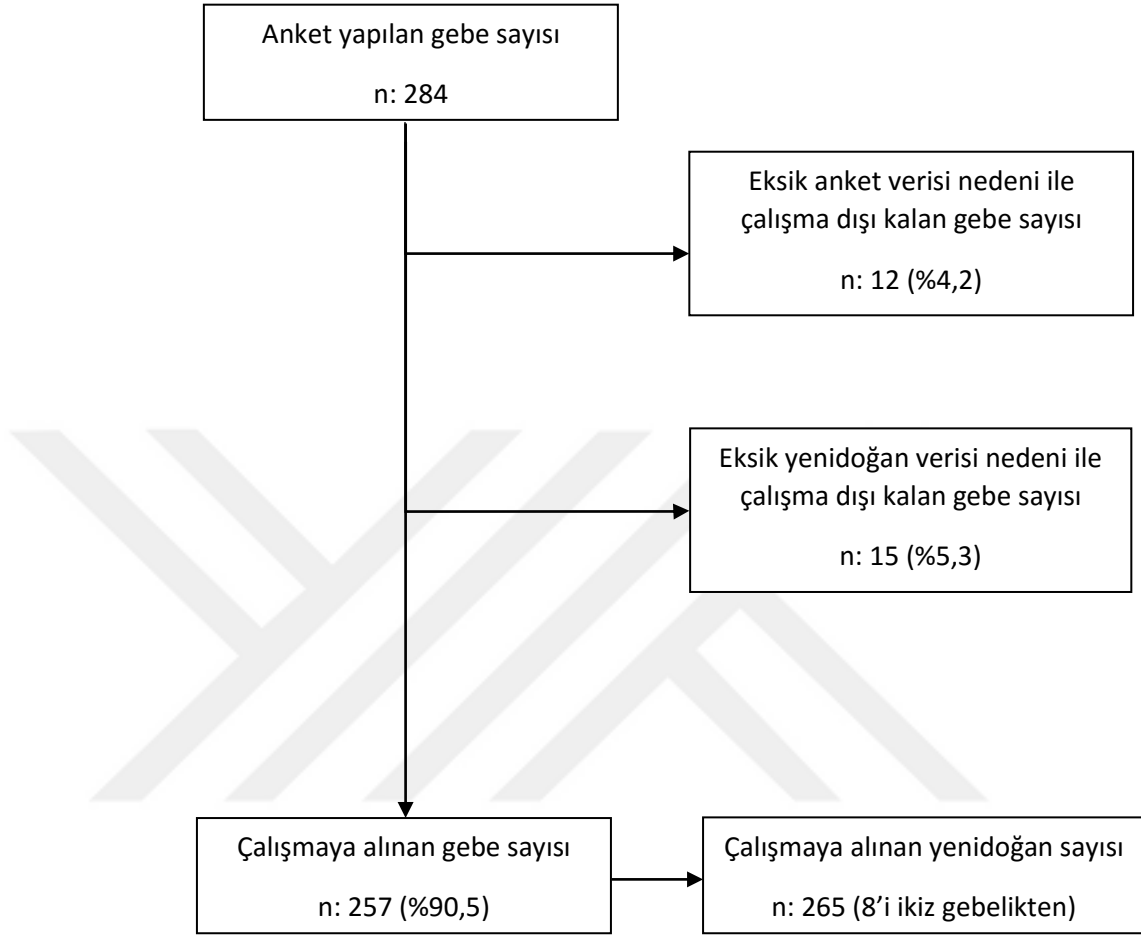 Anket yapılan gebe sayısı
n: 284
Eksik anket verisi nedeni ile
çalışma dışı kalan gebe sayısı
n: 12 (%4,2)
Eksik yenidoğan verisi nedeni ile
çalışma dışı kalan gebe sayısı
n: 15 (%5,3)
Çalışmaya alınan gebe sayısı
n: 257 (%90,5)
Çalışmaya alınan yenidoğan sayısı
n: 265 (8’i ikiz gebelikten)